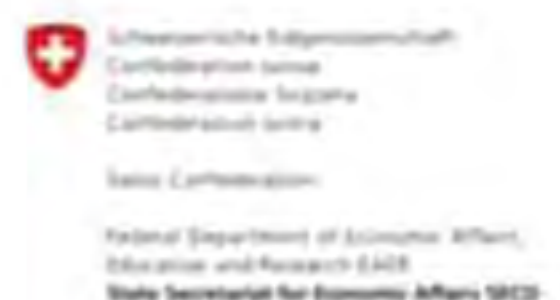 Schweizerische Eidgenossenschaft
Confédération suisse
Confederazione Svizzera
Confederaziun svizra
Swiss Confederation
Federal Department of Economic Affairs,
Education and Research EAER
State Secretariat for Economic Affairs SECO